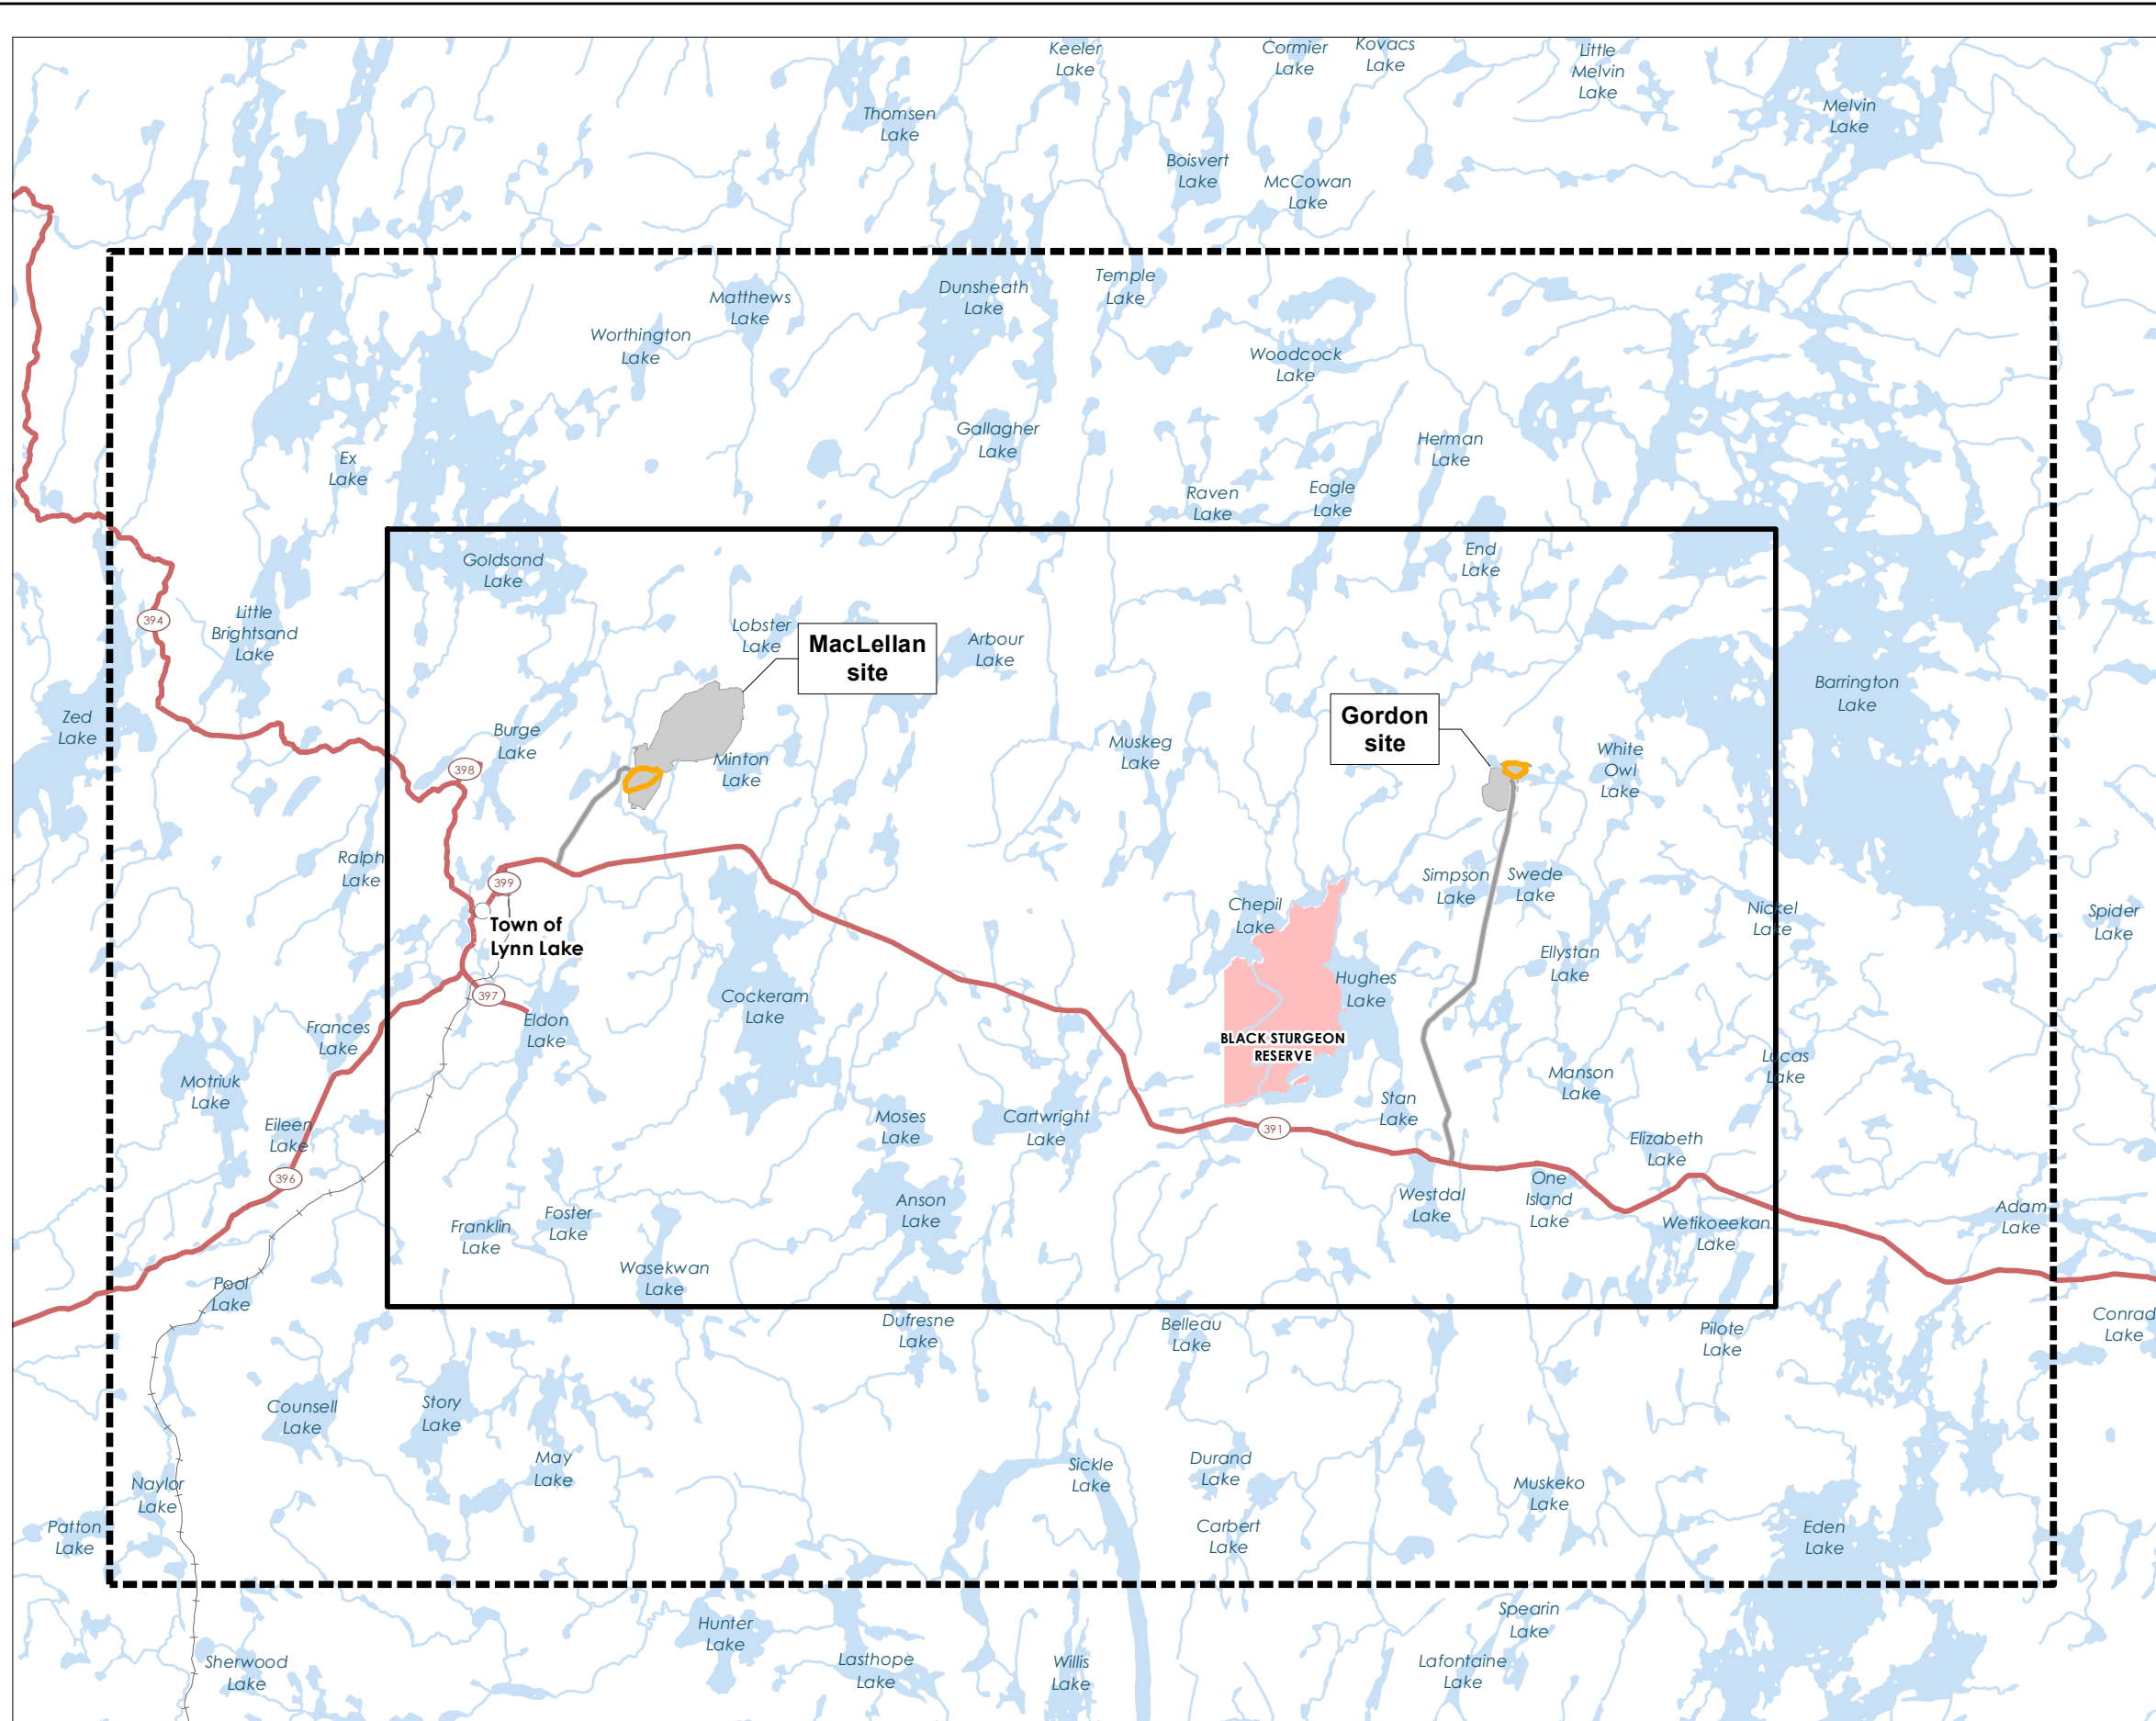 Keeler
Lake
Cormier
Lake
Kovacs
Lake
Little
Melvin
Lake
Melvin
Lake
Thomsen
Lake
Boisvert
Lake
McCowan
Lake
Matthews
Lake
Worthington
Lake
Dunsheath
Lake
Temple
Lake
Woodcock
Lake
Gallagher
Lake
Herman
Lake
Ex
Lake
Raven
Lake
Eagle
Lake
Goldsand
Lake
End
Lake
394
Little
Brightsand
Lake
Lobster
Lake
MacLellan
site
Arbour
Lake
Barrington
Lake
Zed
Lake
Burge
Lake
398
Minton
Lake
Muskeg
Lake
Gordon
site
White
Owl
Lake
Ralph
Lake
399
Simpson
Lake
Swede
Lake
Chepil
Lake
Nickel
Lake
Spider
Lake
Town of
Lynn Lake
Ellystan
Lake
Hughes
Lake
397
Cockeram
Lake
Eldon
Lake
Frances
Lake
BLACK STURGEON
RESERVE
Lucas
Lake
Motriuk
Lake
Manson
Lake
Eileen
Lake
Moses
Lake
Cartwright
Lake
Stan
Lake
391
Elizabeth
Lake
396
Anson
Lake
Westdal
Lake
One
Island
Lake
Franklin
Lake
Foster
Lake
Wetikoeekan
Lake
Adam
Lake
Wasekwan
Lake
Pool
Lake
Dufresne
Lake
Belleau
Lake
Pilote
Lake
Conrad
Lake
Counsell
Lake
Story
Lake
May
Lake
Sickle
Lake
Durand
Lake
Muskeko
Lake
Naylor
Lake
Patton
Lake
Carbert
Lake
Eden
Lake
Hunter
Lake
Spearin
Lake
Sherwood
Lake
Lasthope
Lake
Willis
Lake
Lafontaine
Lake